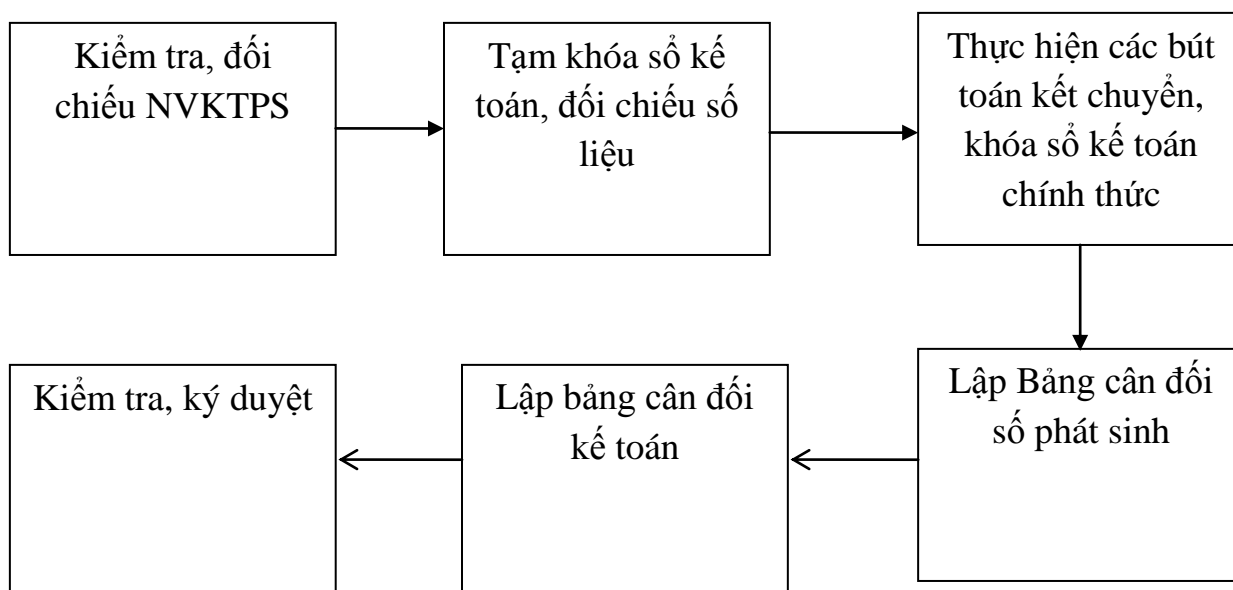 Kiểm tra, đối
chiếu NVKTPS
Tạm khóa sổ kế
toán, đối chiếu số
liệu
Thực hiện các bút
toán kết chuyển,
khóa sổ kế toán
chính thức
Lập Bảng cân đối
số phát sinh
Lập bảng cân đối
kế toán
Kiểm tra, ký duyệt